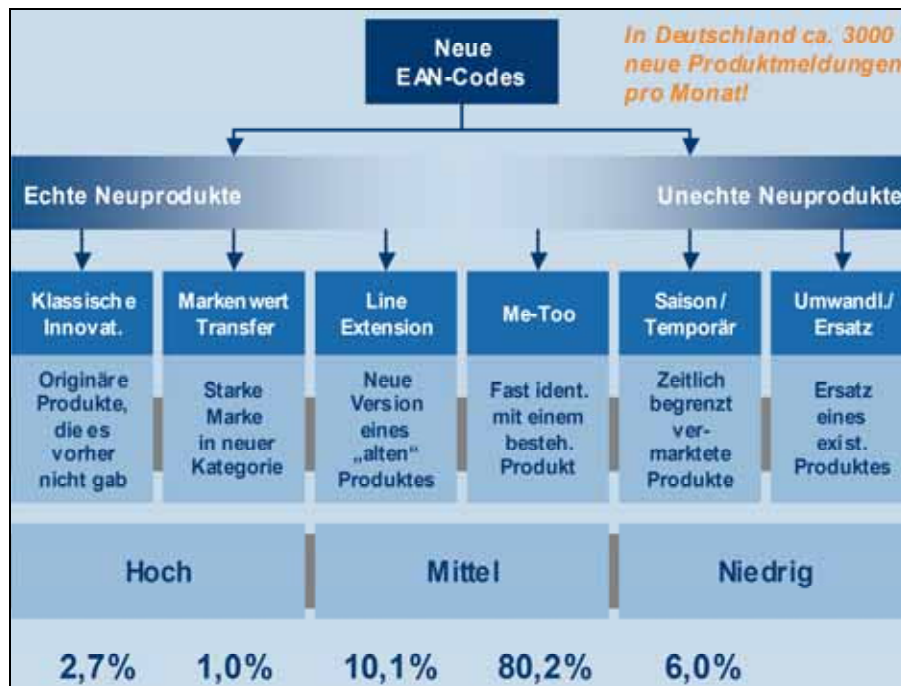 Neue
EAN-Codes
In Deutschland ca. 3000
neue Produktmeldungen
pro Monat!
Echte Neuprodukte
Unechte Neuprodukte
Klassische
Innovat.
Markenwert
Transfer
Line
Extension
Me-Too
Saison/
Temporär
Umwandl./
Ersatz
Originäre
Produkte,
die es
vorher
nicht gab
Starke
Marke
in neuer
Kategorie
Neue
Version
eines
„alten“
Produktes
Fast ident.
mit einem
besteh.
Produkt
Zeitlich
begrenzt
ver-
marktete
Produkte
Ersatz
eines
exist.
Produktes
Hoch
Mittel
Niedrig
2,7% 1,0% 10,1% 80,2% 6,0%